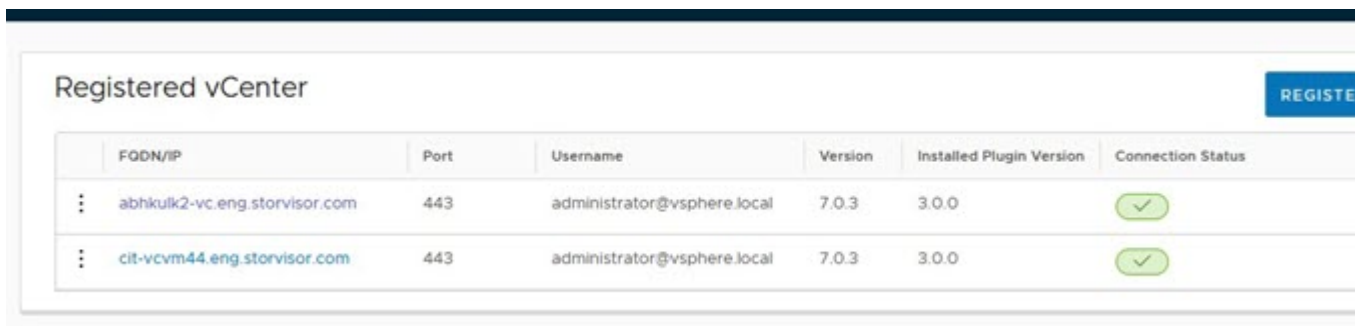 Registered vCenter
REGISTE
FQDN/IP Port Username Version Installed Plugin Version Connection Status
abhkulk2-vc.eng.storvisor.com 443 administrator@vsphere.local 7.0.3 3.0.0
cit-vcvm44.eng.storvisor.com 443 administrator@vsphere.local 7.0.3 3.0.0